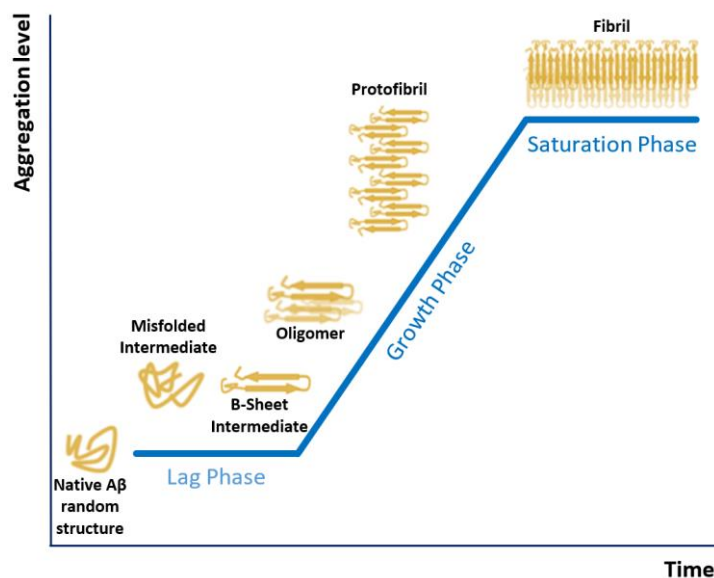 Aggregation level
Fibril
Protofibril
Saturation Phase
Growth Phase
Oligomer
Misfolded
Intermediate
B-Sheet
Intermediate
Lag Phase
Native Aβ
random
structure
Time